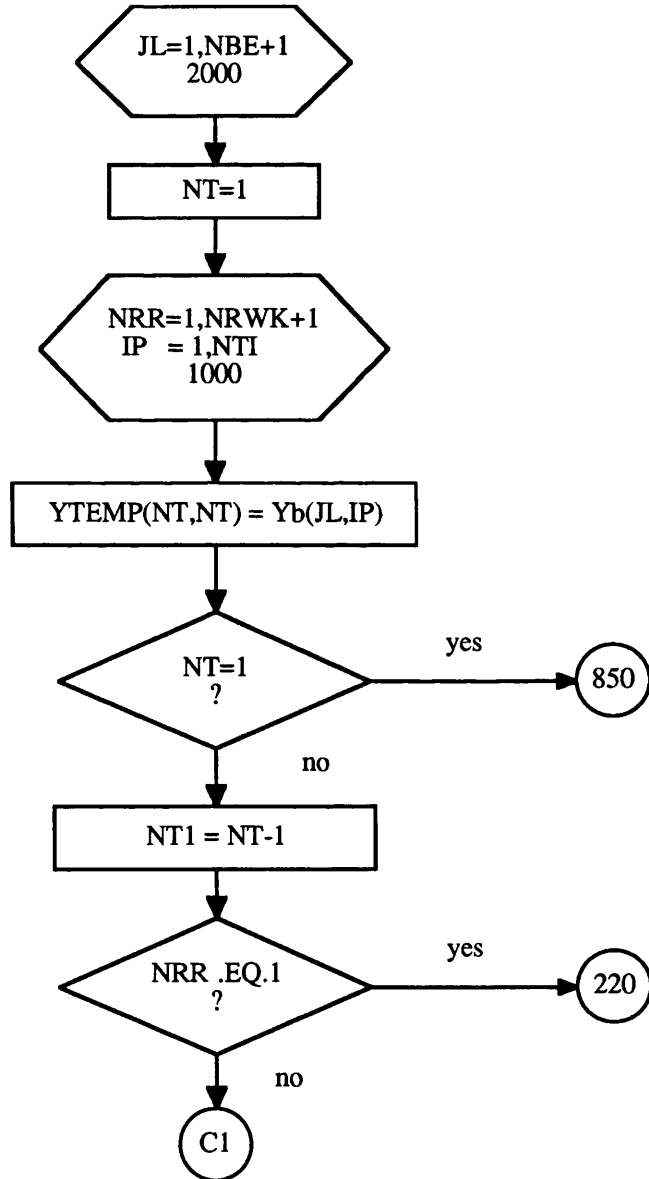 JL=1,NBE+1
2000
NT=1
NRR=1,NRWK+1
IP = 1,NTI
1000
YTEMP(NT,NT) = Yb(JL,IP)
NT=1
?
yes
850
no
NT1 = NT-1
NRR .EQ.1
?
yes
220
no
C1